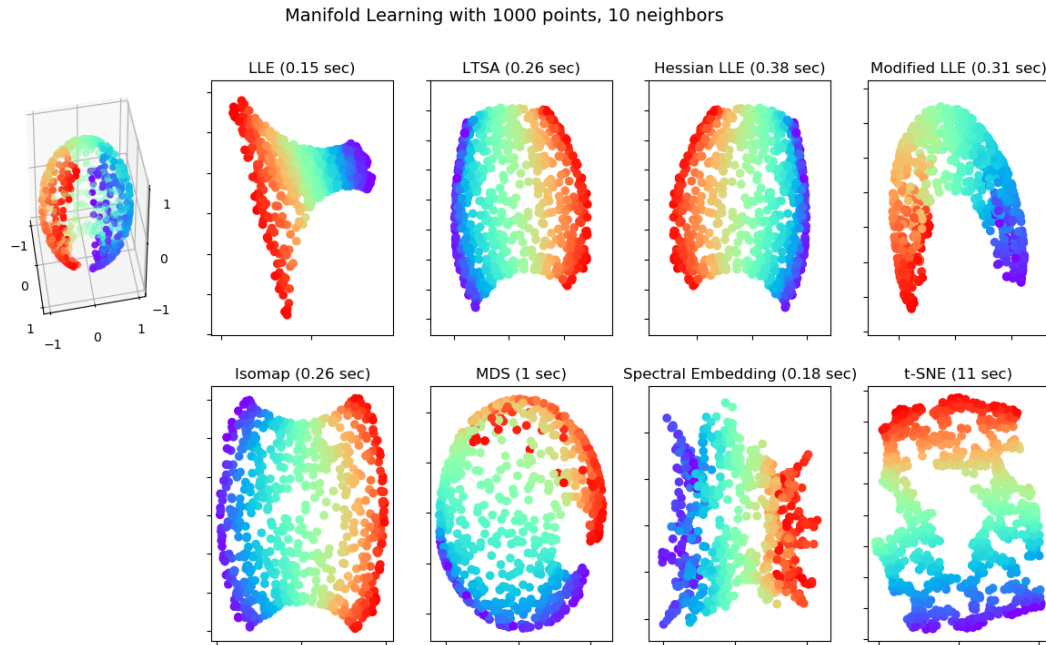 Manifold Learning with 1000 points, 10 neighbors
LLE (0.15 sec)
LTSA (0.26 sec)
Hessian LLE (0.38 sec)
Modified LLE (0.31 sec)
1
0
−1
−1
0
1
−1
0
1
Isomap (0.26 sec)
MDS (1 sec)
Spectral Embedding (0.18 sec)
t-SNE (11 sec)